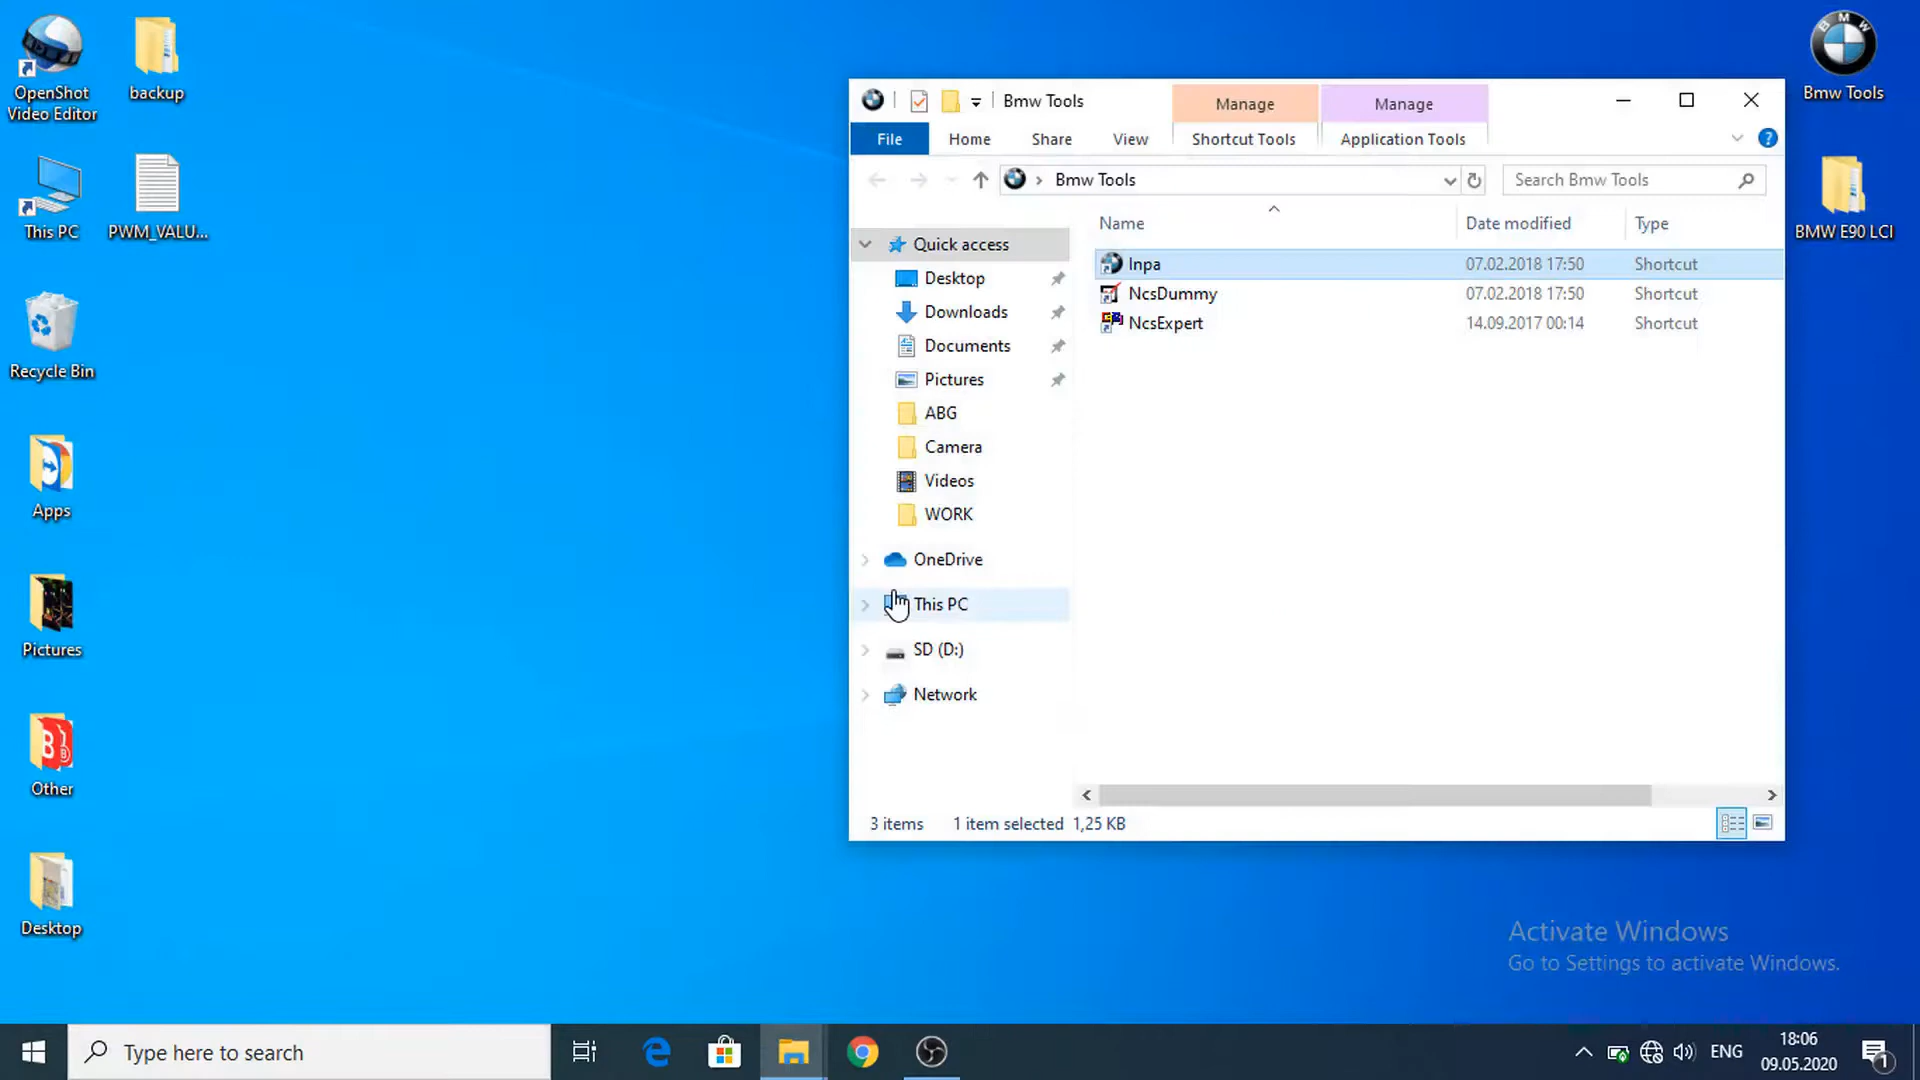 OpenShot
Video Editor
backup
This PC
PWM_VALU...
Recycle Bin
Apps
Pictures
Other
Desktop
Bmw Tools
Manage
Manage
File
Home
Share
View
Shortcut Tools
Application Tools
Bmw Tools
Search Bmw Tools
Name
Date modified
Type
Quick access
Desktop
Downloads
Documents
Pictures
ABG
Camera
Videos
WORK
OneDrive
This PC
SD (D:)
Network
Inpa
07.02.2018 17:50
Shortcut
NcsDummy
07.02.2018 17:50
Shortcut
NcsExpert
14.09.2017 00:14
Shortcut
3 items
1 item selected
1,25 KB
BMW
Bmw Tools
BMW E90 LCI
Activate Windows
Go to Settings to activate Windows.
Type here to search
ENG
18:06
09.05.2020
1